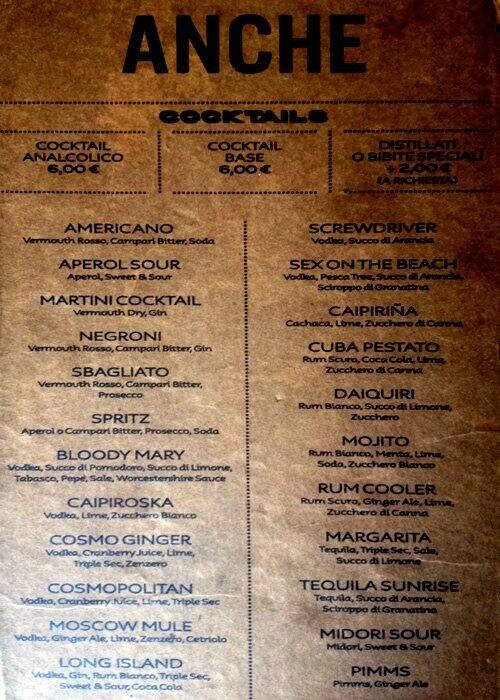 ANCHE
COCKTAILS
COCKTAIL
ANALCOLICO
6,00 €
COCKTAIL
BASE
6,00 €
DISTILLATI
O BIBITE SPECIALI
+ 2,00 €
(A RICHIESTA)
AMERICANO
Vermouth Rosso, Campari Bitter, Soda
APEROL SOUR
Aperol, Sweet & Sour
MARTINI COCKTAIL
Vermouth Dry, Gin
NEGRONI
Vermouth Rosso, Campari Bitter, Gin
SBAGLIATO
Vermouth Rosso, Campari Bitter,
Prosecco
SPRITZ
Aperol o Campari Bitter, Prosecco, Soda
BLOODY MARY
Vodka, Succo di Pomodoro, Succo di Limone,
Tabasco, Pepe, Sale, Worcestershire Sauce
CAIPIROSKA
Vodka, Lime, Zucchero Bianco
COSMO GINGER
Vodka, Cranberry Juice, Lime,
Triple Sec, Zenzero
COSMOPOLITAN
Vodka, Cranberry Juice, Lime, Triple Sec
MOSCOW MULE
Vodka, Ginger Ale, Lime, Zenzero, Cetriolo
LONG ISLAND
Vodka, Gin, Rum Bianco, Triple Sec,
Sweet & Sour, Coca Cola
SCREWDRIVER
Vodka, Succo di Arancia
SEX ON THE BEACH
Vodka, Pesca Tres, Succo di Arancia,
Sciroppo di Granatina
CAIPIRIÑA
Cachaca, Lime, Zucchero di Canna
CUBA PESTATO
Rum Scuro, Coca Cola, Lime,
Zucchero di Canna
DAIQUIRI
Rum Bianco, Succo di Limone,
Zucchero
MOJITO
Rum Bianco, Menta, Lime,
Soda, Zucchero Bianco
RUM COOLER
Rum Scuro, Ginger Ale, Lime,
Zucchero di Canna
MARGARITA
Tequila, Triple Sec, Sale,
Succo di Limone
TEQUILA SUNRISE
Tequila, Succo di Arancia,
Sciroppo di Granatina
MIDORI SOUR
Midori, Sweet & Sour
PIMMS
Pimms, Ginger Ale